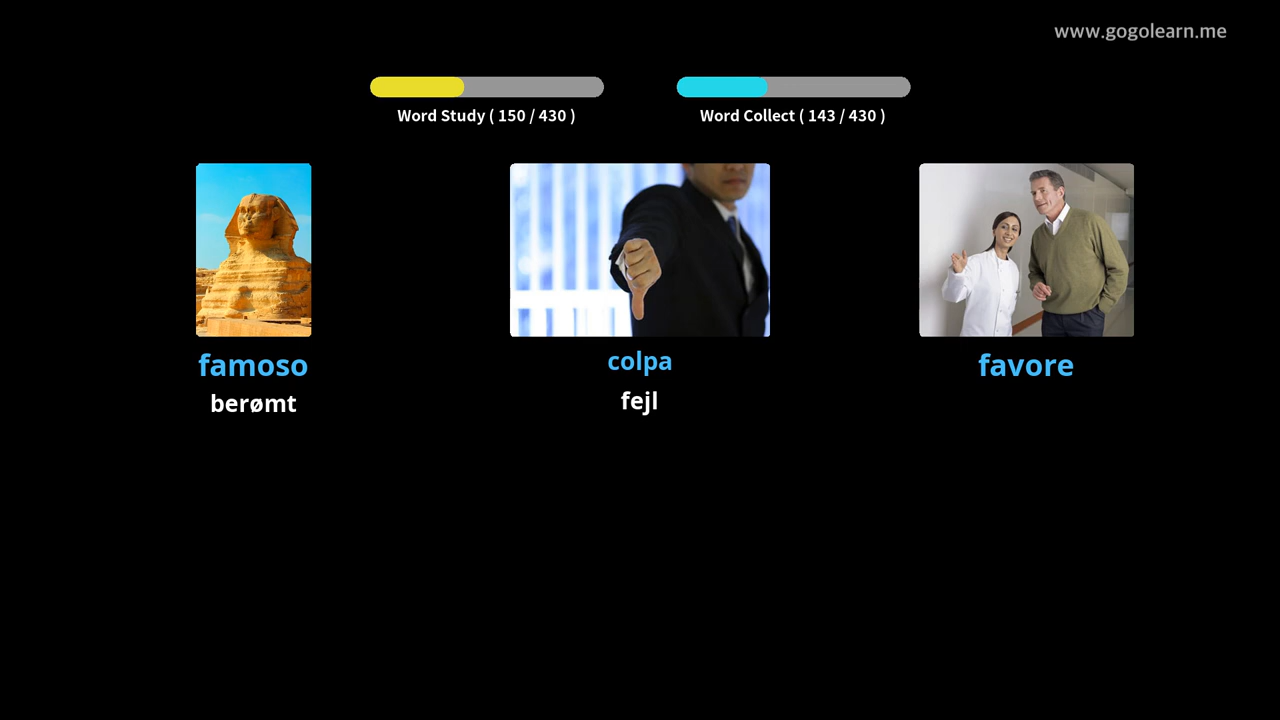 www.gogolearn.me
Word Study ( 150 / 430 )
Word Collect ( 143 / 430 )
famoso
berømt
colpa
fejl
favore